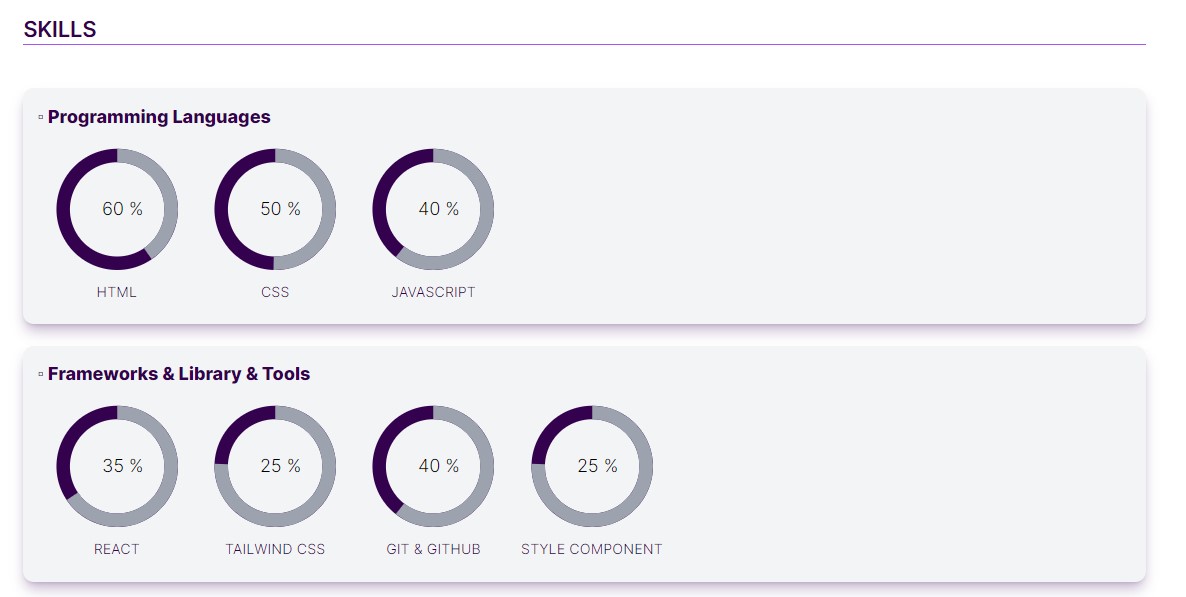 SKILLS
▫ Programming Languages
60 % 50 % 40 %
HTML CSS JAVASCRIPT
▫ Frameworks & Library & Tools
35 % 25 % 40 % 25 %
REACT TAILWIND CSS GIT & GITHUB STYLE COMPONENT